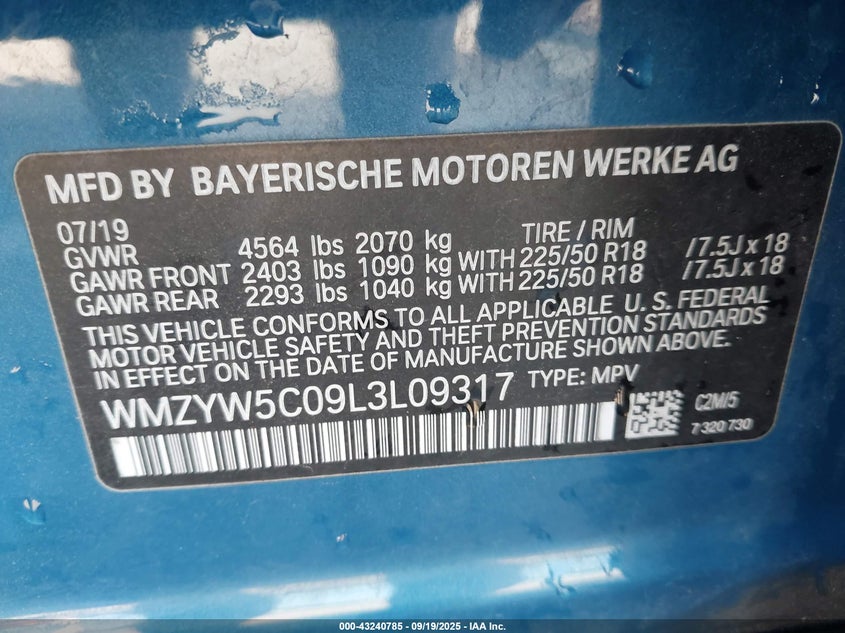 MFD BY BAYERISCHE MOTOREN WERKE AG
07/19 TIRE / RIM
GVWR 4564 lbs 2070 kg
GAWR FRONT 2403 lbs 1090 kg WITH 225/50 R18 / 7.5J x 18
GAWR REAR 2293 lbs 1040 kg WITH 225/50 R18 / 7.5J x 18
THIS VEHICLE CONFORMS TO ALL APPLICABLE U. S. FEDERAL
MOTOR VEHICLE SAFETY AND THEFT PREVENTION STANDARDS
IN EFFECT ON THE DATE OF MANUFACTURE SHOWN ABOVE.
WMZYW5C09L3L09317 TYPE: MPV
C2M/5
7 320 730
000-43240785 - 09/19/2025 - IAA Inc.